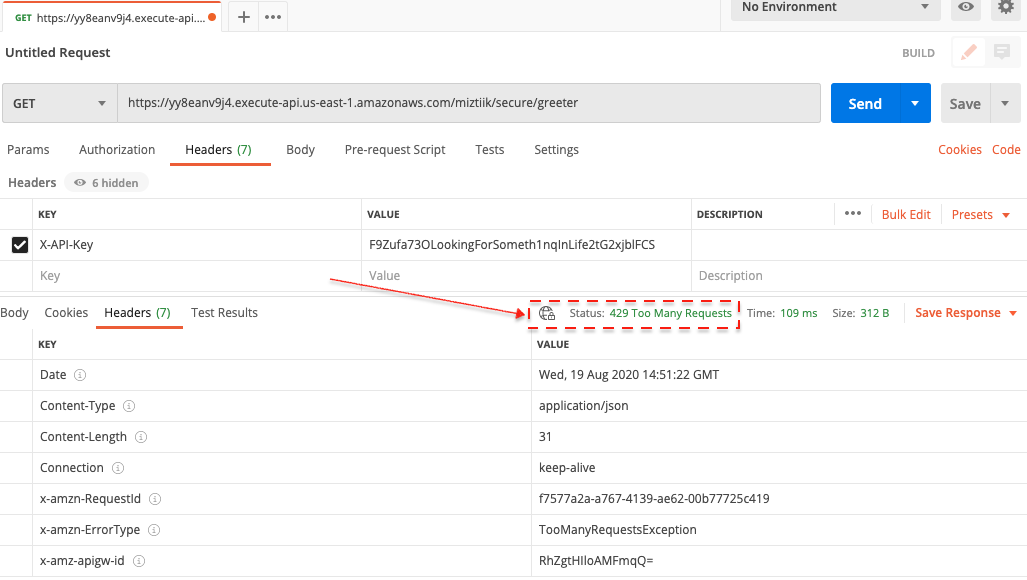 GET https://yy8eanv9j4.execute-api.... No Environment
Untitled Request BUILD
GET https://yy8eanv9j4.execute-api.us-east-1.amazonaws.com/miztiik/secure/greeter Send Save
Params Authorization Headers (7) Body Pre-request Script Tests Settings Cookies Code
Headers 6 hidden
KEY VALUE DESCRIPTION Bulk Edit Presets
X-API-Key F9Zufa73OLookingForSometh1nqInLife2tG2xjblFCS
Key Value Description
Body Cookies Headers (7) Test Results Status: 429 Too Many Requests Time: 109 ms Size: 312 B Save Response
KEY VALUE
Date Wed, 19 Aug 2020 14:51:22 GMT
Content-Type application/json
Content-Length 31
Connection keep-alive
x-amzn-RequestId f7577a2a-a767-4139-ae62-00b77725c419
x-amzn-ErrorType TooManyRequestsException
x-amz-apigw-id RhZgtHIloAMFmqQ=